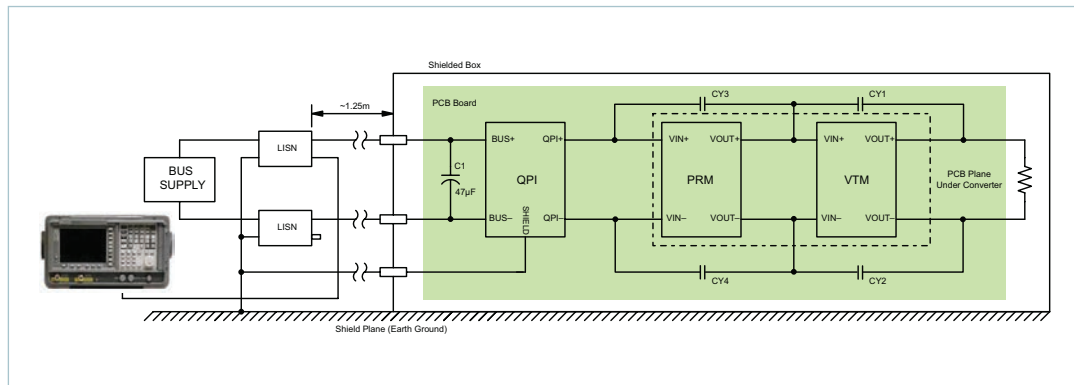 Shielded Box
~1.25m
PCB Board
CY3
CY1
LISN
BUS+
QPI+
VIN+
VOUT+
VIN+
VOUT+
BUS
SUPPLY
C1
47µF
QPI
PRM
VTM
PCB Plane
Under Converter
LISN
BUS–
SHIELD
QPI–
VIN–
VOUT–
VIN–
VOUT–
CY4
CY2
Shield Plane (Earth Ground)